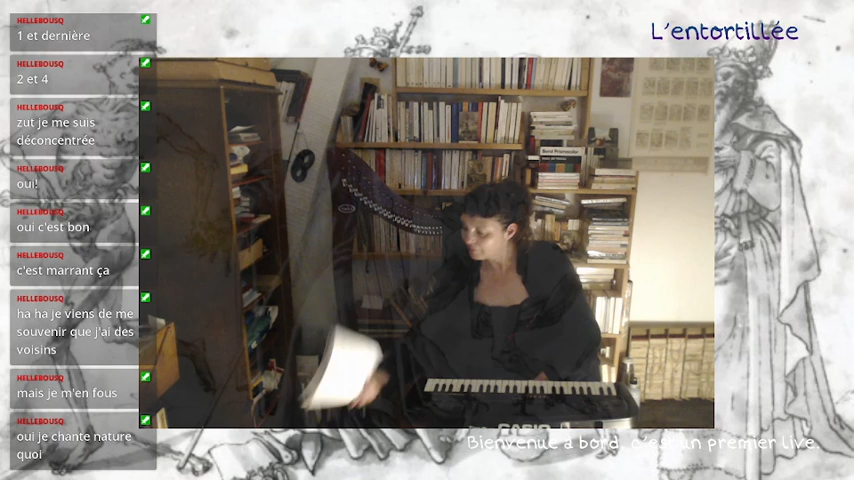 HELLEBOUSQ
1 et dernière
HELLEBOUSQ
2 et 4
HELLEBOUSQ
zut je me suis
déconcentrée
HELLEBOUSQ
oui!
HELLEBOUSQ
oui c'est bon
HELLEBOUSQ
c'est marrant ça
HELLEBOUSQ
ha ha je viens de me
souvenir que j'ai des
voisins
HELLEBOUSQ
mais je m'en fous
HELLEBOUSQ
oui je chante nature
quoi
L'entortillée
CASIO
Bienvenue à bord, c'est un premier live.